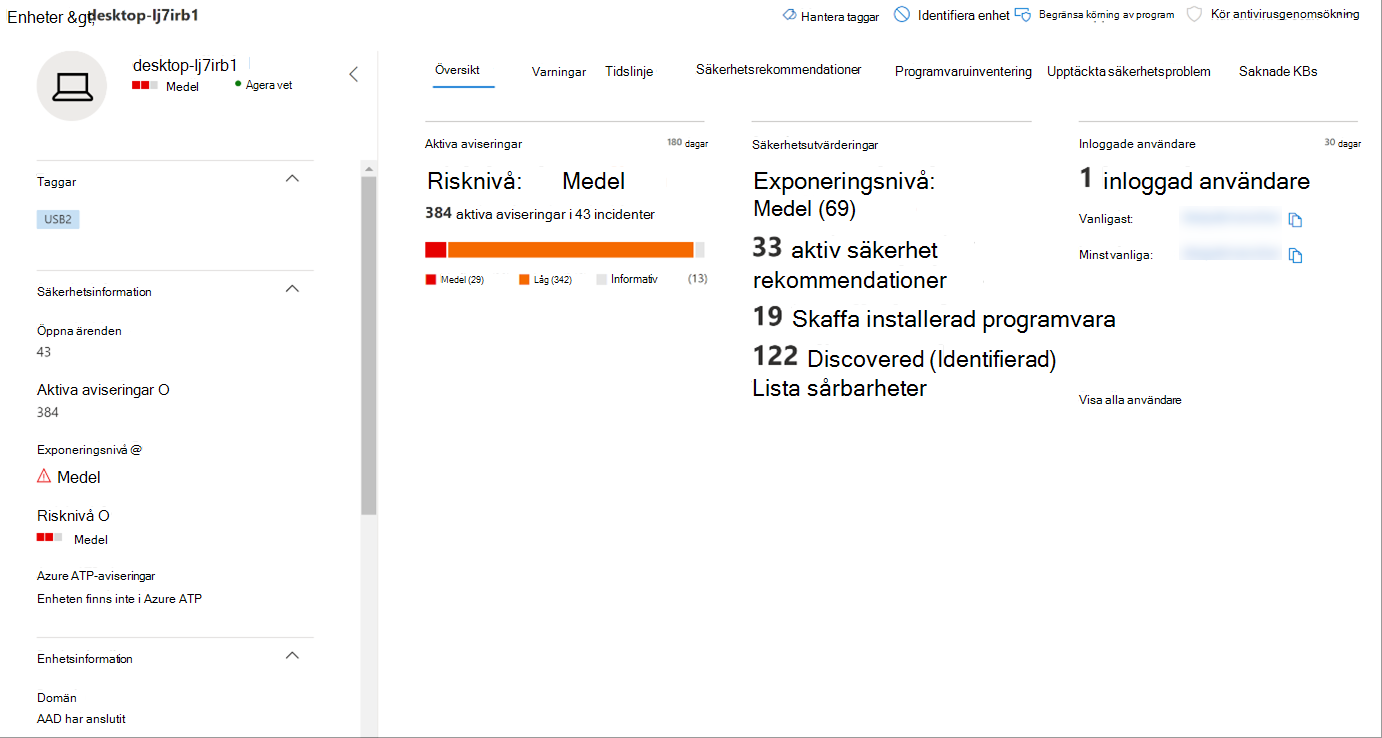 Enheter &gt; desktop-lj7irb1
Hantera taggar
Identifiera enhet
Begränsa körning av program
Kör antivirusgenomsökning
desktop-lj7irb1
Medel
Agera vet
Översikt
Varningar
Tidslinje
Säkerhetsrekommendationer
Programvaruinventering
Upptäckta säkerhetsproblem
Saknade KBs
Taggar
USB2
Säkerhetsinformation
Öppna ärenden
43
Aktiva aviseringar O
384
Exponeringsnivå @
Medel
Risknivå O
Medel
Azure ATP-aviseringar
Enheten finns inte i Azure ATP
Enhetsinformation
Domän
AAD har anslutit
Aktiva aviseringar
180 dagar
Risknivå: Medel
384 aktiva aviseringar i 43 incidenter
Medel (29)
Låg (342)
Informativ (13)
Säkerhetsutvärderingar
Exponeringsnivå:
Medel (69)
33 aktiv säkerhet
rekommendationer
19 Skaffa installerad programvara
122 Discovered (Identifierad)
Lista sårbarheter
Inloggade användare
30 dagar
1 inloggad användare
Vanligast:
Minst vanliga:
Visa alla användare